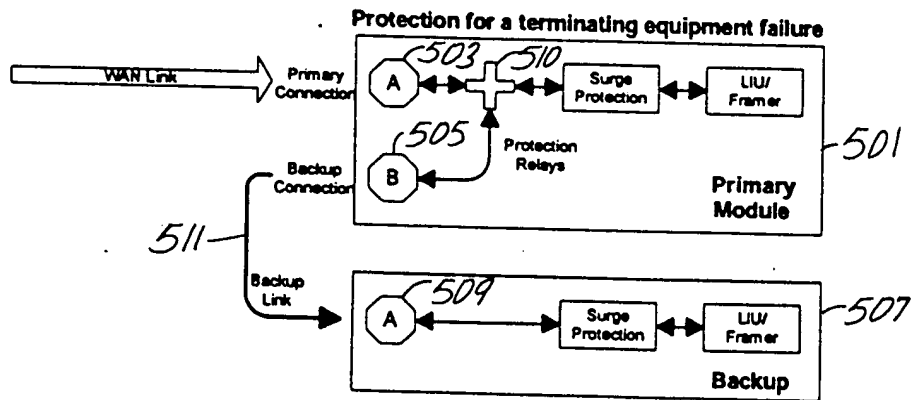 Protection for a terminating equipment failure
503
510
WAN Link
Primary
Connection
A
Surge
Protection
LIU/
Framer
505
Protection
Relays
501
Backup
Connection
B
Primary
Module
511
Backup
Link
509
A
Surge
Protection
LIU/
Framer
507
Backup